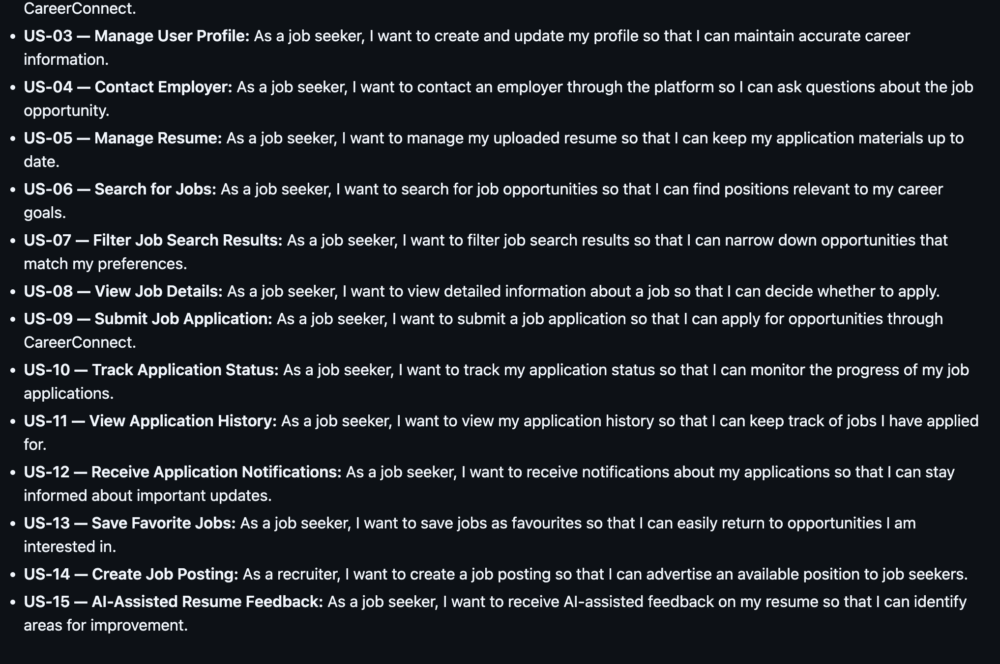 CareerConnect.
• US-03 — Manage User Profile: As a job seeker, I want to create and update my profile so that I can maintain accurate career
information.
• US-04 — Contact Employer: As a job seeker, I want to contact an employer through the platform so I can ask questions about the job
opportunity.
• US-05 — Manage Resume: As a job seeker, I want to manage my uploaded resume so that I can keep my application materials up to
date.
• US-06 — Search for Jobs: As a job seeker, I want to search for job opportunities so that I can find positions relevant to my career
goals.
• US-07 — Filter Job Search Results: As a job seeker, I want to filter job search results so that I can narrow down opportunities that
match my preferences.
• US-08 — View Job Details: As a job seeker, I want to view detailed information about a job so that I can decide whether to apply.
• US-09 — Submit Job Application: As a job seeker, I want to submit a job application so that I can apply for opportunities through
CareerConnect.
• US-10 — Track Application Status: As a job seeker, I want to track my application status so that I can monitor the progress of my job
applications.
• US-11 — View Application History: As a job seeker, I want to view my application history so that I can keep track of jobs I have applied
for.
• US-12 — Receive Application Notifications: As a job seeker, I want to receive notifications about my applications so that I can stay
informed about important updates.
• US-13 — Save Favorite Jobs: As a job seeker, I want to save jobs as favourites so that I can easily return to opportunities I am
interested in.
• US-14 — Create Job Posting: As a recruiter, I want to create a job posting so that I can advertise an available position to job seekers.
• US-15 — AI-Assisted Resume Feedback: As a job seeker, I want to receive AI-assisted feedback on my resume so that I can identify
areas for improvement.